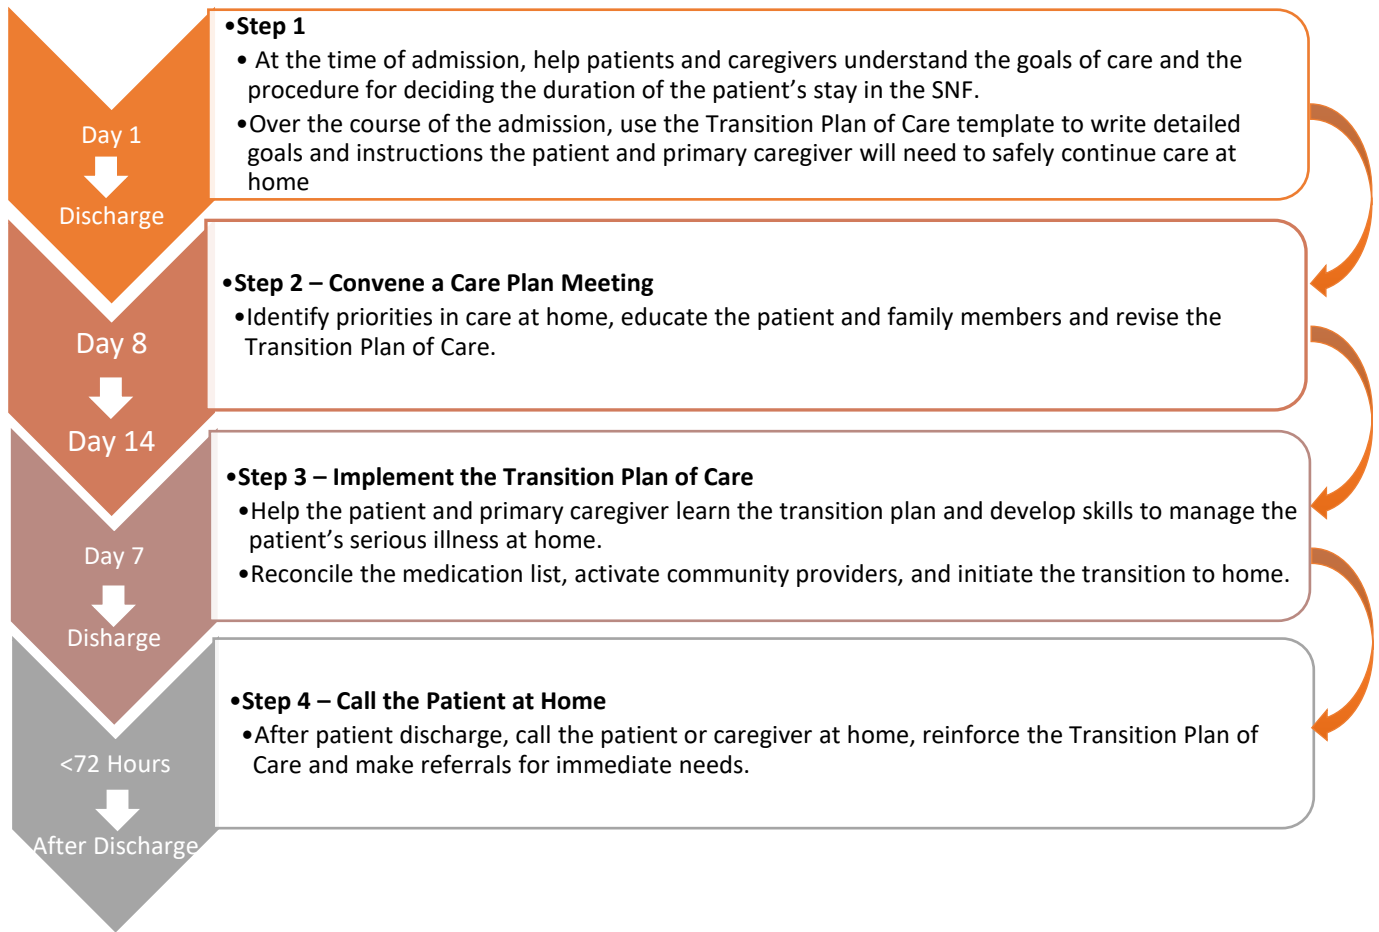 Day 1
Discharge
•Step 1
• At the time of admission, help patients and caregivers understand the goals of care and the
procedure for deciding the duration of the patient’s stay in the SNF.
•Over the course of the admission, use the Transition Plan of Care template to write detailed
goals and instructions the patient and primary caregiver will need to safely continue care at
home
Day 8
Day 14
•Step 2 – Convene a Care Plan Meeting
•Identify priorities in care at home, educate the patient and family members and revise the
Transition Plan of Care.
Day 7
Disharge
•Step 3 – Implement the Transition Plan of Care
•Help the patient and primary caregiver learn the transition plan and develop skills to manage the
patient’s serious illness at home.
•Reconcile the medication list, activate community providers, and initiate the transition to home.
<72 Hours
After Discharge
•Step 4 – Call the Patient at Home
•After patient discharge, call the patient or caregiver at home, reinforce the Transition Plan of
Care and make referrals for immediate needs.